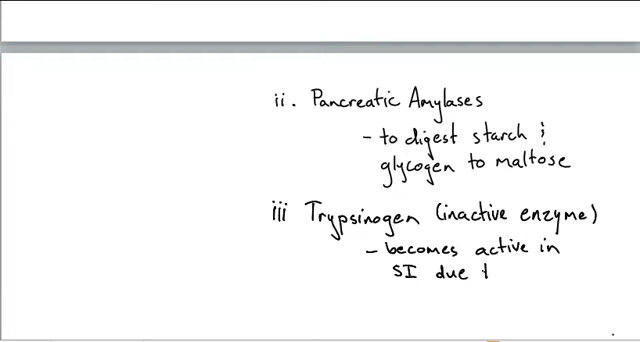 ii. Pancreatic Amylases
- to digest starch &
glycogen to maltose
iii Trypsinogen (inactive enzyme)
- becomes active in
SI due t